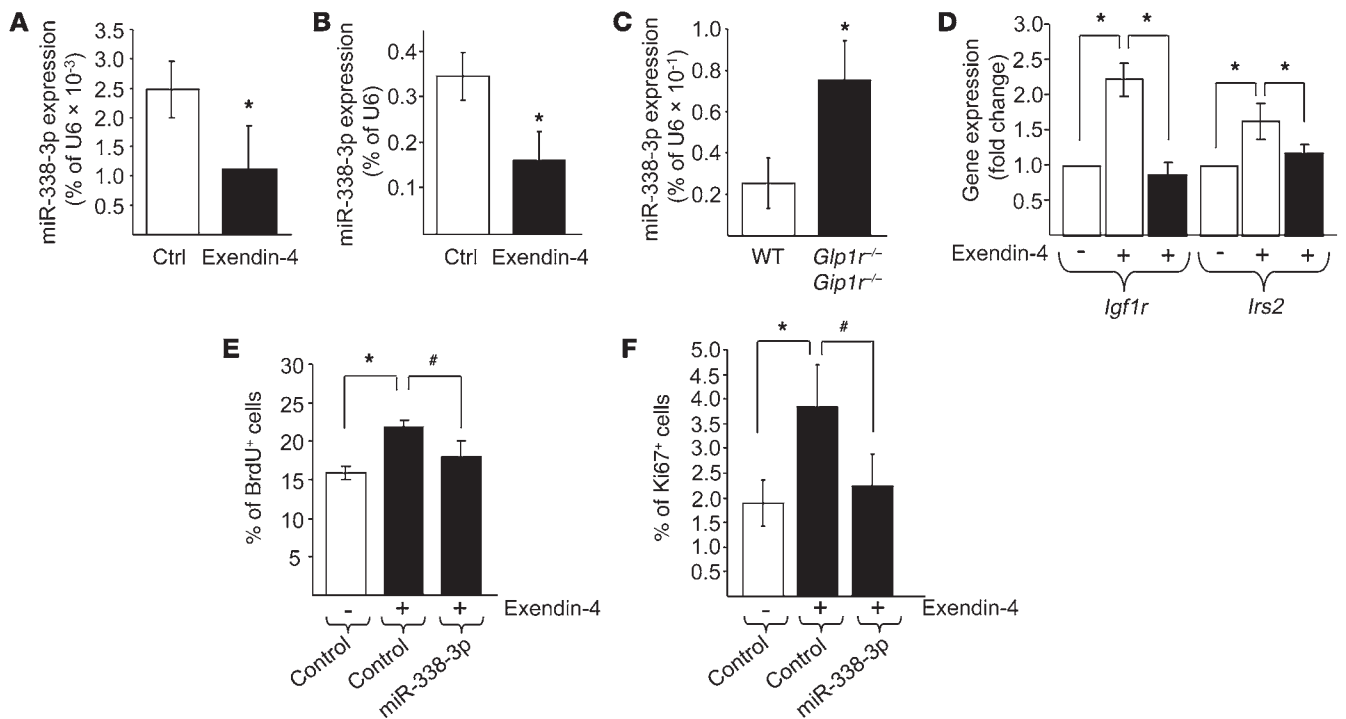 A
miR-338-3p expression
(% of U6 × 10⁻³)
3.5
3.0
2.5
2.0
1.5
1.0
0.5
*
Ctrl Exendin-4
B
miR-338-3p expression
(% of U6)
0.4
0.3
0.2
0.1
*
Ctrl Exendin-4
C
miR-338-3p expression
(% of U6 × 10⁻¹)
1.0
0.8
0.6
0.4
0.2
*
WT Glp1r⁻/⁻
Gip1r⁻/⁻
D
Gene expression
(fold change)
3.0
2.5
2.0
1.5
1.0
0.5
* *
* *
Exendin-4 - + + - + +
Igf1r Irs2
E
% of BrdU⁺ cells
30
25
20
15
10
5
* #
- + + Exendin-4
Control Control miR-338-3p
F
% of Ki67⁺ cells
5.0
4.5
4.0
3.5
3.0
2.5
2.0
1.5
1.0
0.5
* #
- + + Exendin-4
Control Control miR-338-3p